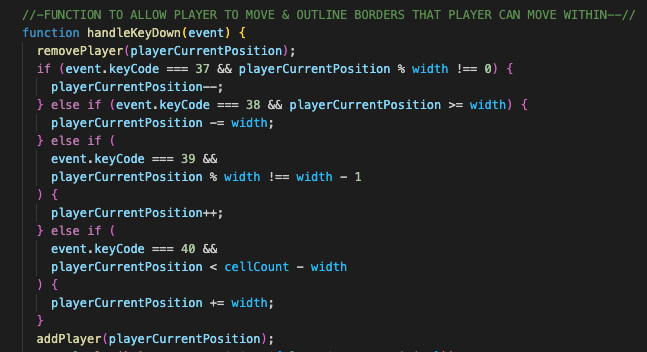 //-FUNCTION TO ALLOW PLAYER TO MOVE & OUTLINE BORDERS THAT PLAYER CAN MOVE WITHIN--//
function handleKeyDown(event) {
removePlayer(playerCurrentPosition);
if (event.keyCode === 37 && playerCurrentPosition % width !== 0) {
playerCurrentPosition--;
} else if (event.keyCode === 38 && playerCurrentPosition >= width) {
playerCurrentPosition -= width;
} else if (
event.keyCode === 39 &&
playerCurrentPosition % width !== width - 1
) {
playerCurrentPosition++;
} else if (
event.keyCode === 40 &&
playerCurrentPosition < cellCount - width
) {
playerCurrentPosition += width;
}
addPlayer(playerCurrentPosition);